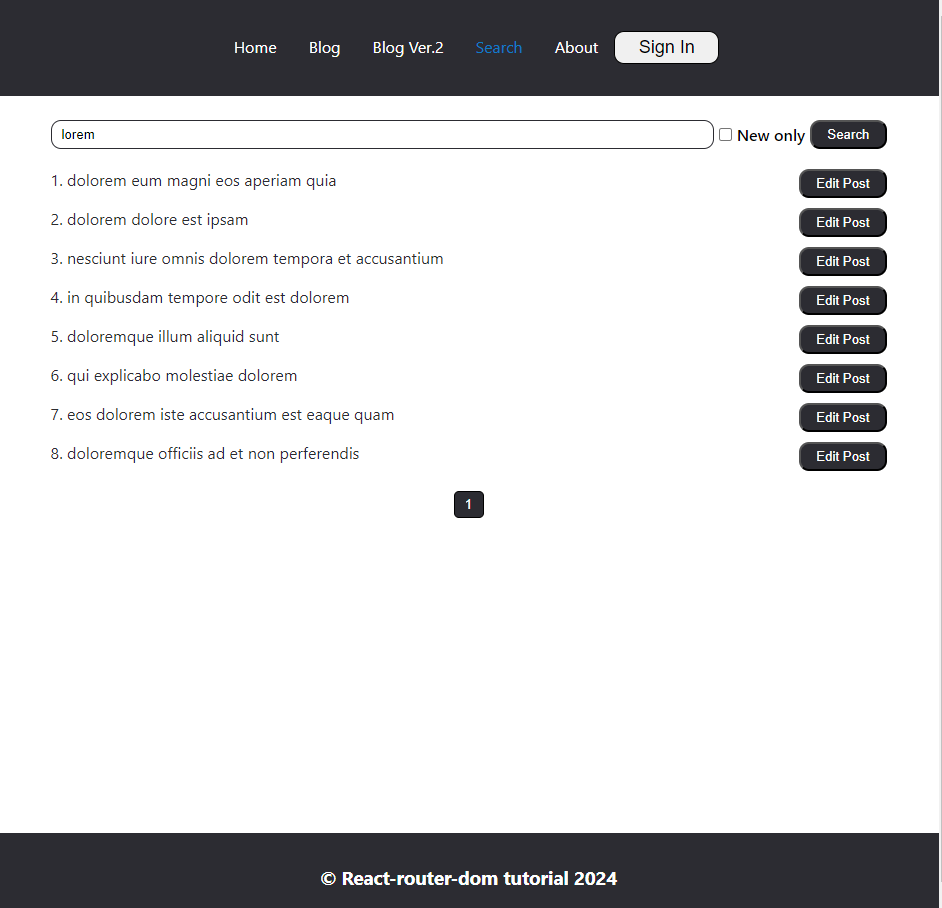 Home Blog Blog Ver.2 Search About Sign In
lorem New only Search
1. dolorem eum magni eos aperiam quia Edit Post
2. dolorem dolore est ipsam Edit Post
3. nesciunt iure omnis dolorem tempora et accusantium Edit Post
4. in quibusdam tempore odit est dolorem Edit Post
5. doloremque illum aliquid sunt Edit Post
6. qui explicabo molestiae dolorem Edit Post
7. eos dolorem iste accusantium est eaque quam Edit Post
8. doloremque officiis ad et non perferendis Edit Post
1
© React-router-dom tutorial 2024